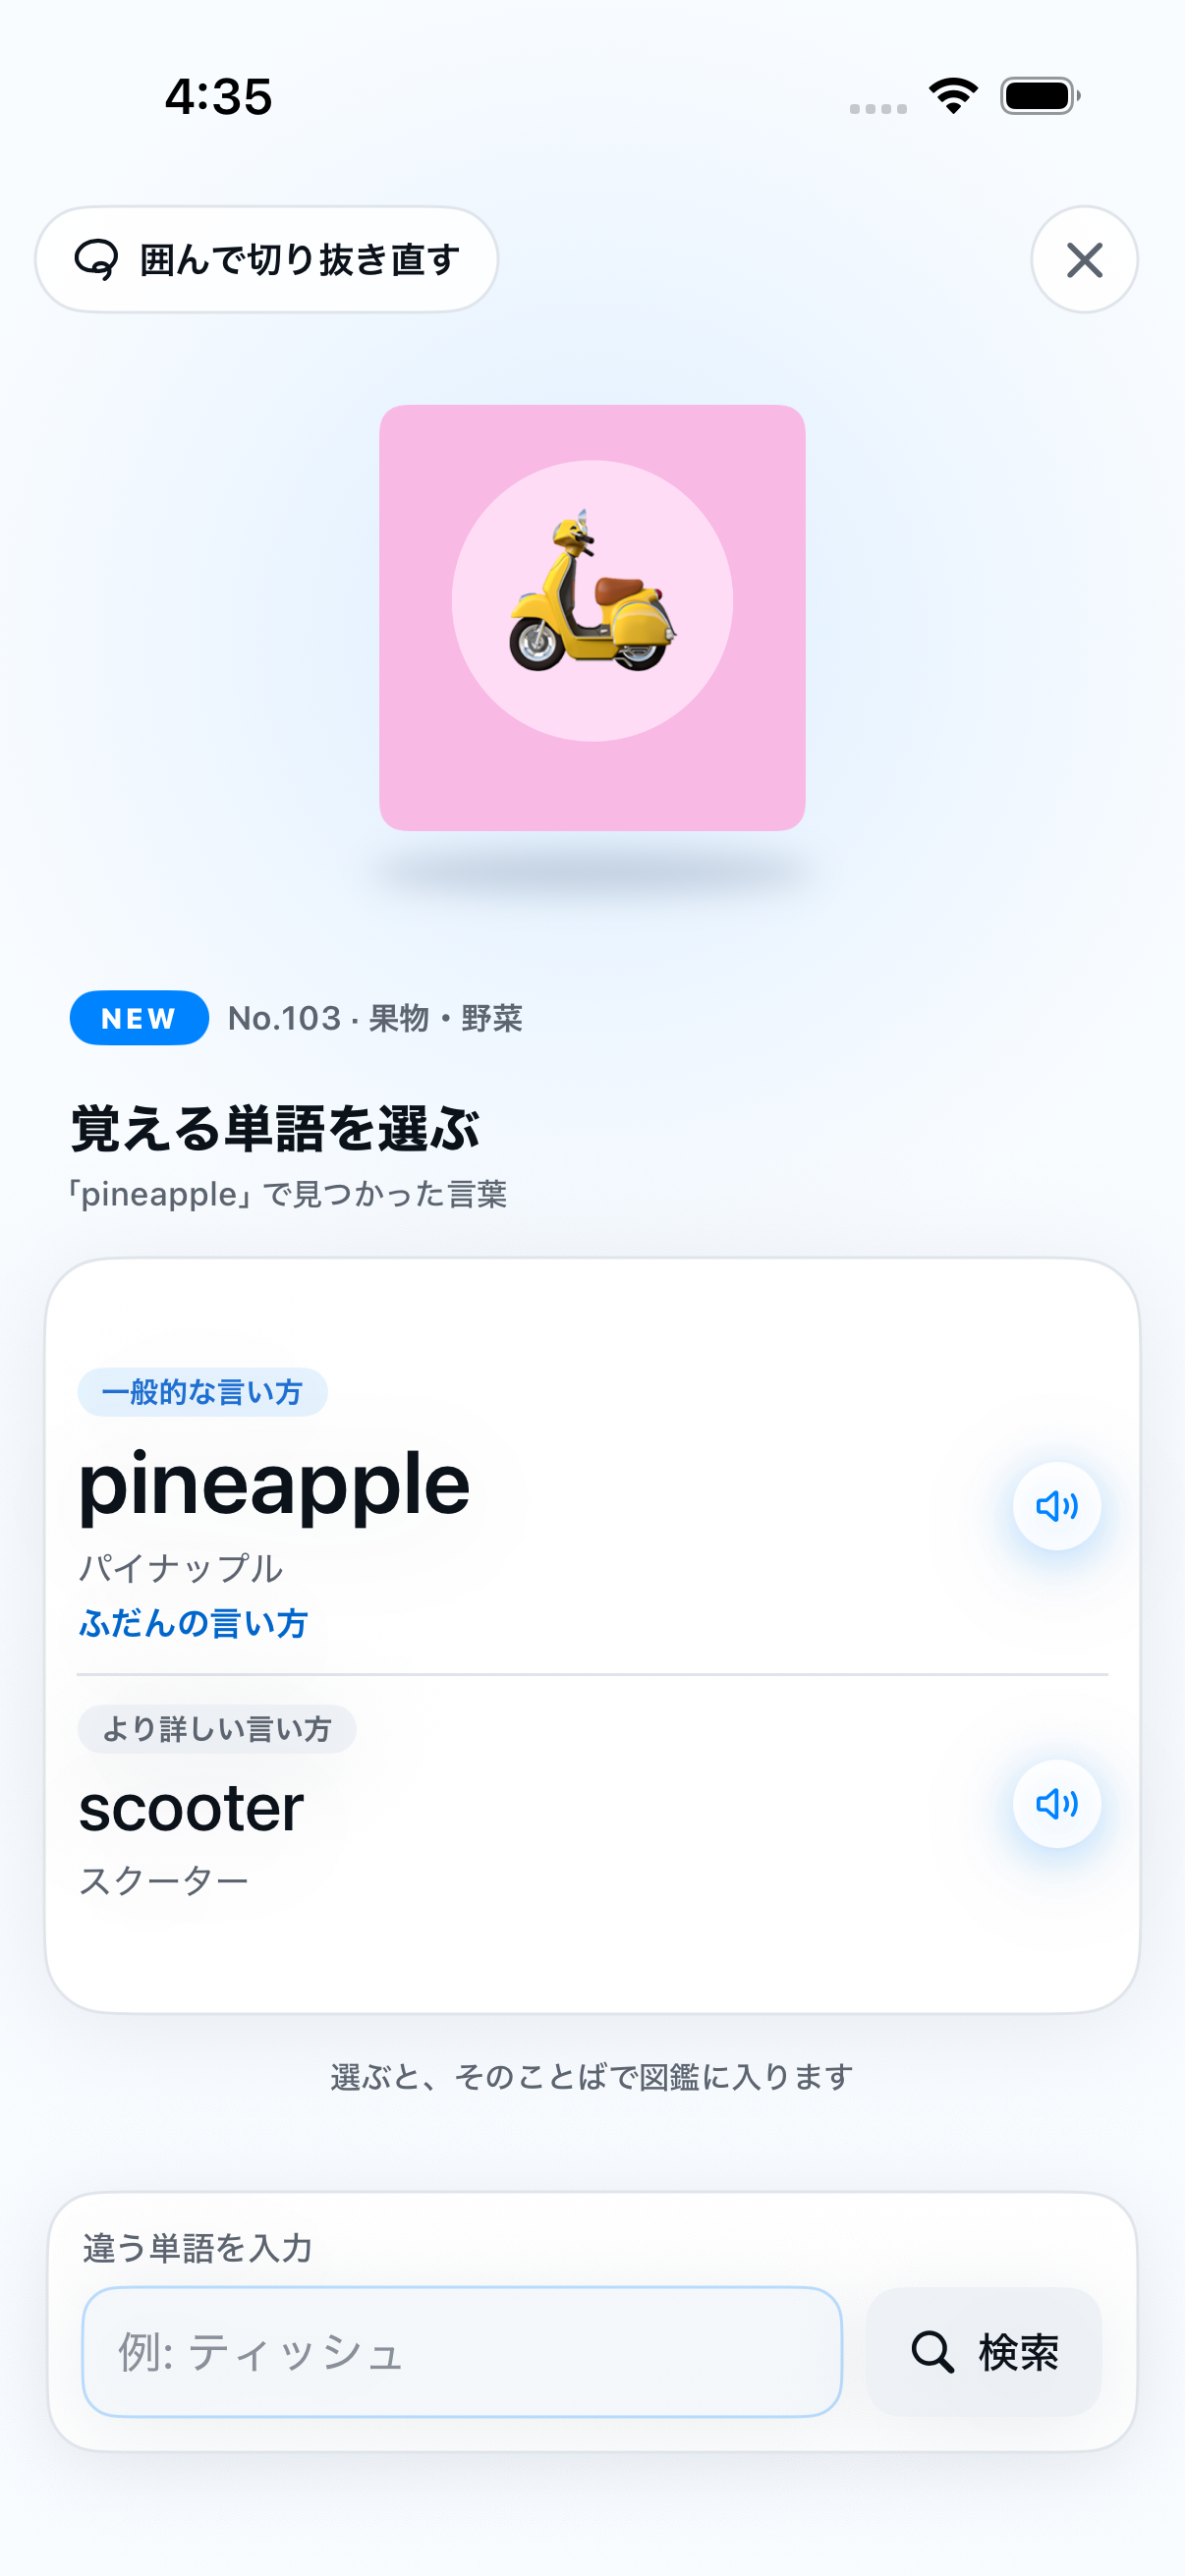 4:35
囲んで切り抜き直す
NEW No.103 · 果物・野菜
覚える単語を選ぶ
「pineapple」で見つかった言葉
一般的な言い方
pineapple
パイナップル
ふだんの言い方
より詳しい言い方
scooter
スクーター
選ぶと、そのことばで図鑑に入ります
違う単語を入力
例: ティッシュ
検索